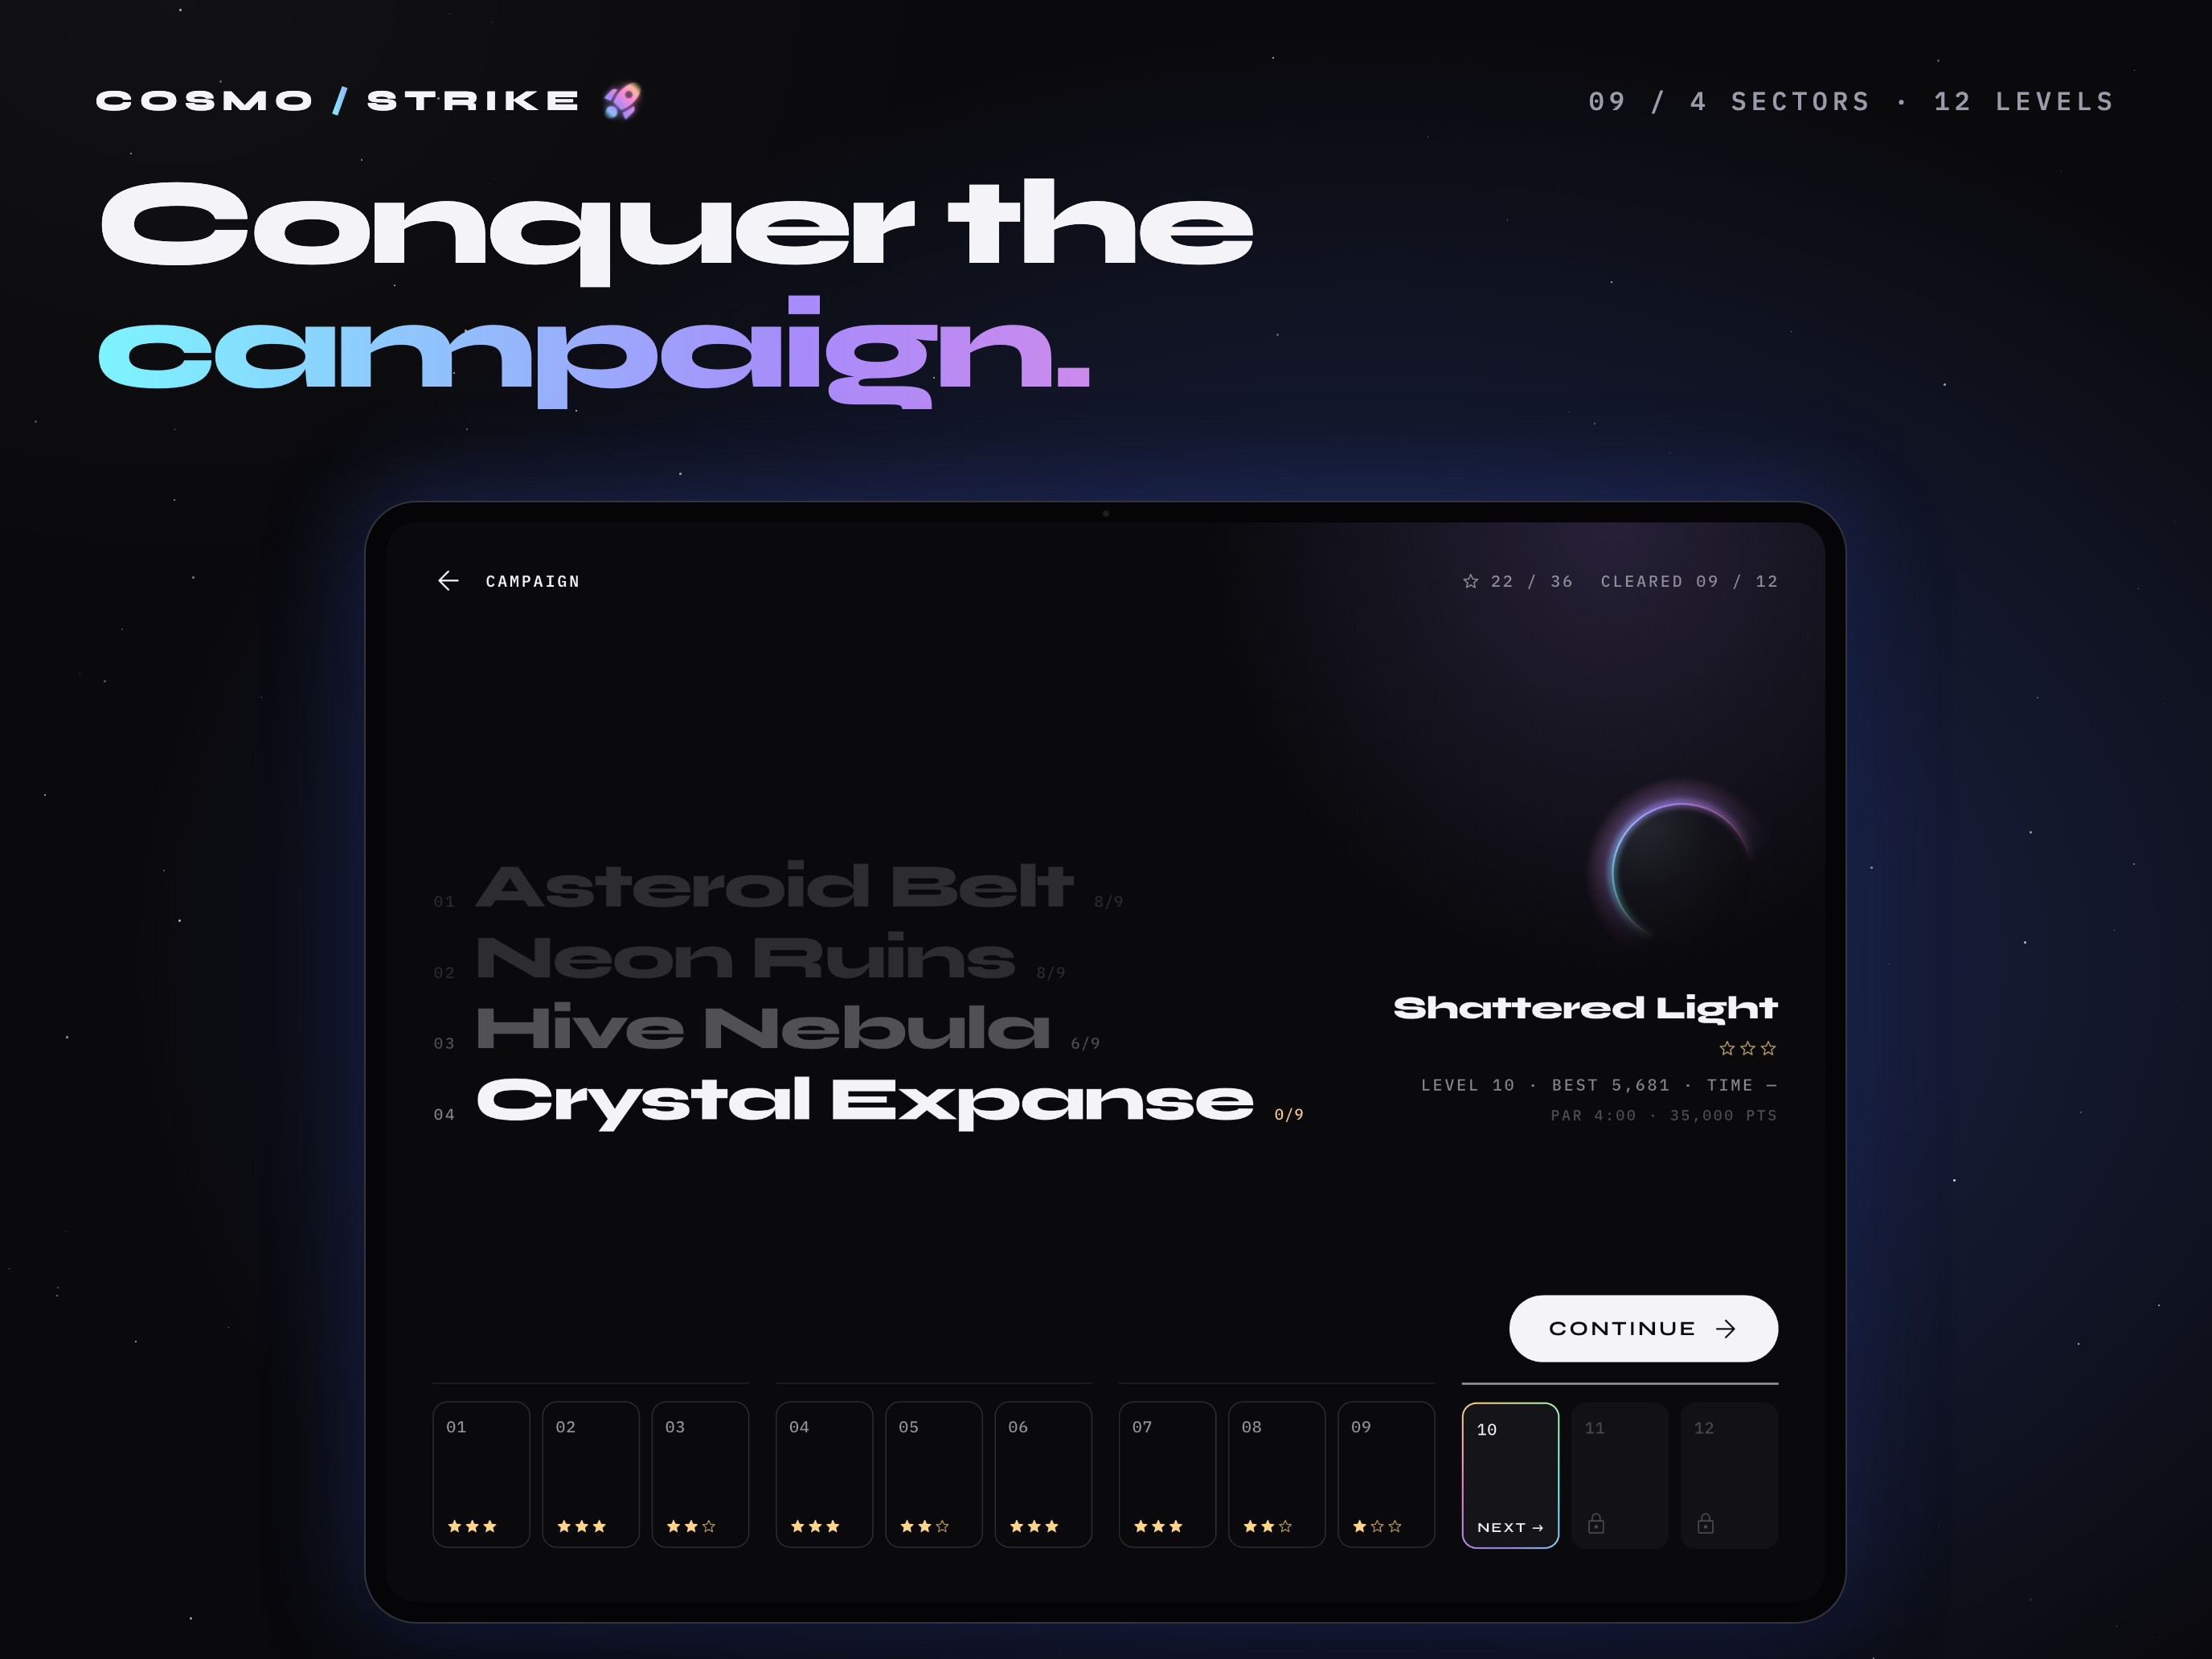 COSMO / STRIKE 🚀
09 / 4 SECTORS · 12 LEVELS
Conquer the
campaign.
← CAMPAIGN
☆ 22 / 36 CLEARED 09 / 12
01 Asteroid Belt 8/9
02 Neon Ruins 8/9
03 Hive Nebula 6/9
04 Crystal Expanse 0/9
Shattered Light
☆☆☆
LEVEL 10 · BEST 5,681 · TIME —
PAR 4:00 · 35,000 PTS
CONTINUE →
01 02 03 04 05 06 07 08 09 10 11 12
★★★ ★★★ ★★☆ ★★★ ★★☆ ★★★ ★★★ ★★☆ ★☆☆ NEXT →